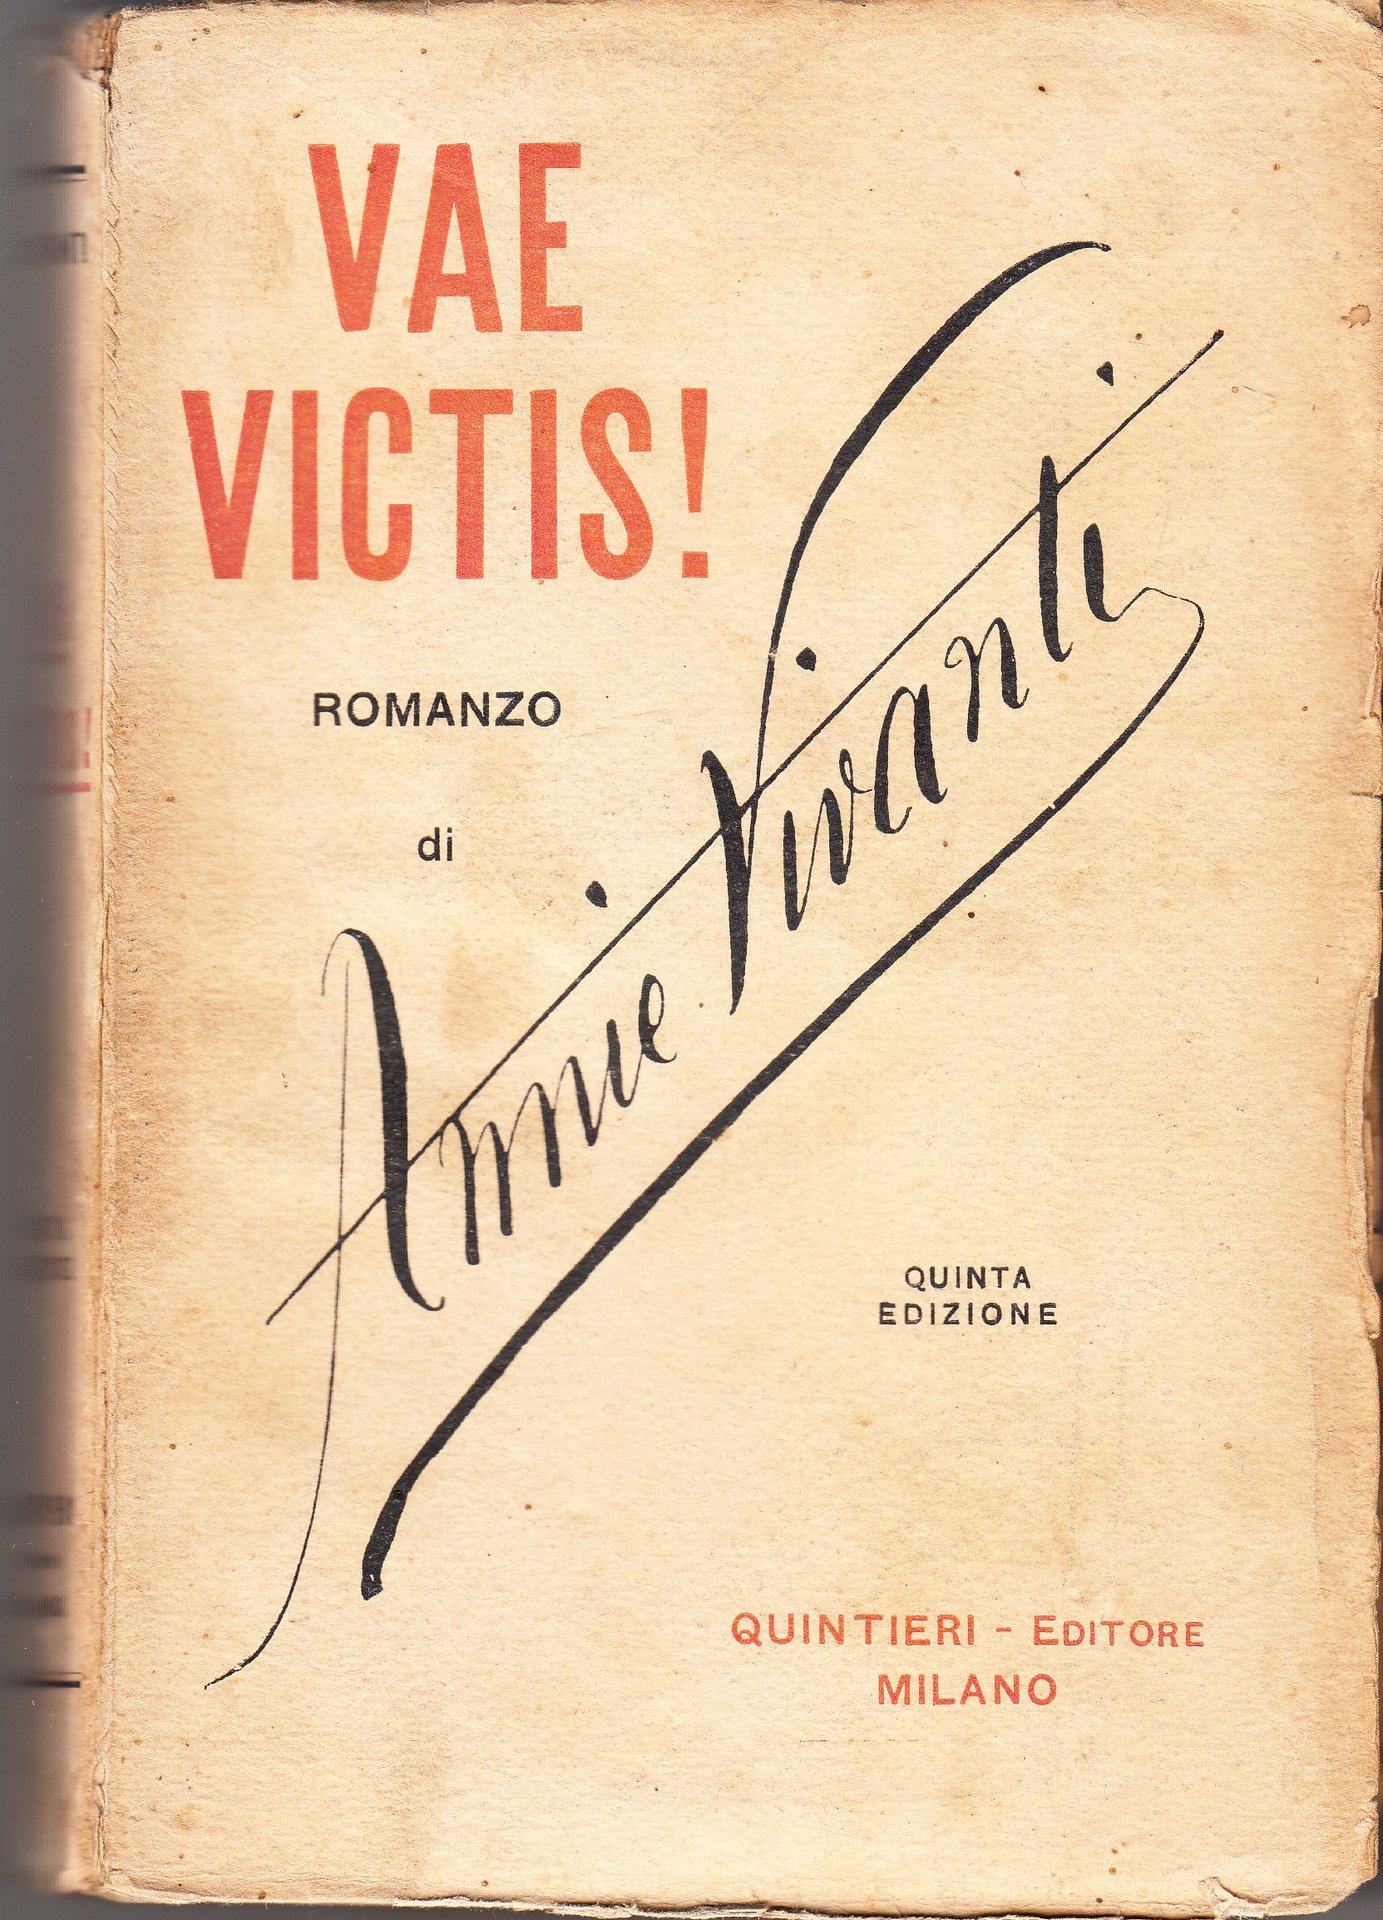 VAE
VICTIS!
ROMANZO
di
Annie Vivanti
QUINTA
EDIZIONE
QUINTIERI - EDITORE
MILANO